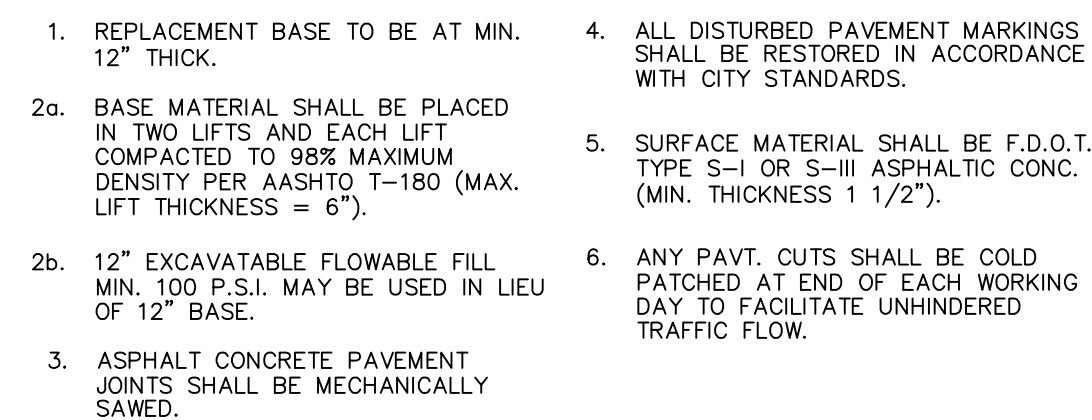 1. REPLACEMENT BASE TO BE AT MIN.
12" THICK.
2a. BASE MATERIAL SHALL BE PLACED
IN TWO LIFTS AND EACH LIFT
COMPACTED TO 98% MAXIMUM
DENSITY PER AASHTO T-180 (MAX.
LIFT THICKNESS = 6").
2b. 12" EXCAVATABLE FLOWABLE FILL
MIN. 100 P.S.I. MAY BE USED IN LIEU
OF 12" BASE.
3. ASPHALT CONCRETE PAVEMENT
JOINTS SHALL BE MECHANICALLY
SAWED.
4. ALL DISTURBED PAVEMENT MARKINGS
SHALL BE RESTORED IN ACCORDANCE
WITH CITY STANDARDS.
5. SURFACE MATERIAL SHALL BE F.D.O.T.
TYPE S-I OR S-III ASPHALTIC CONC.
(MIN. THICKNESS 1 1/2").
6. ANY PAVT. CUTS SHALL BE COLD
PATCHED AT END OF EACH WORKING
DAY TO FACILITATE UNHINDERED
TRAFFIC FLOW.